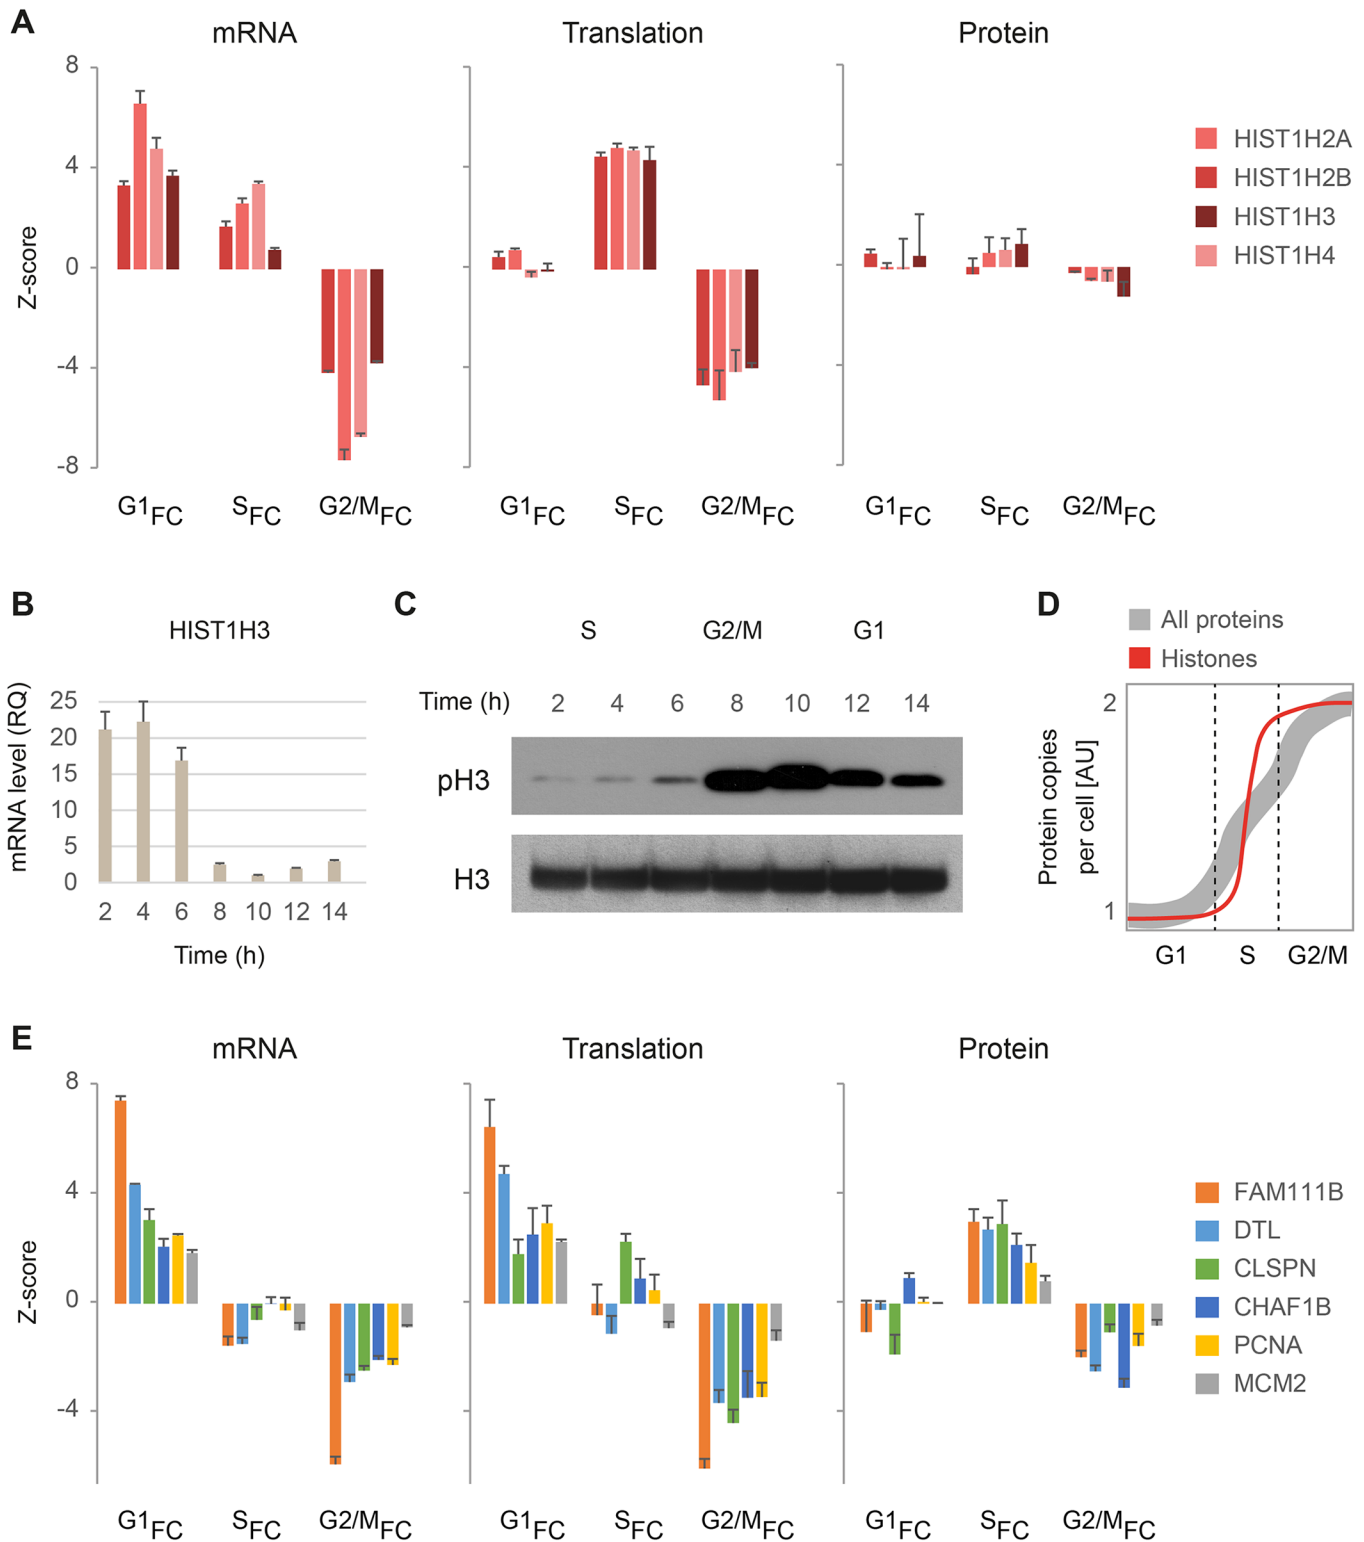 A
mRNA
Translation
Protein
8
4
0
-4
-8
Z-score
G1FC
SFC
G2/MFC
G1FC
SFC
G2/MFC
G1FC
SFC
G2/MFC
HIST1H2A
HIST1H2B
HIST1H3
HIST1H4
B
HIST1H3
mRNA level (RQ)
25
20
15
10
5
0
2 4 6 8 10 12 14
Time (h)
C
S G2/M G1
Time (h) 2 4 6 8 10 12 14
pH3
H3
D
All proteins
Histones
Protein copies
per cell [AU]
2
1
G1 S G2/M
E
mRNA
Translation
Protein
8
4
0
-4
Z-score
G1FC
SFC
G2/MFC
G1FC
SFC
G2/MFC
G1FC
SFC
G2/MFC
FAM111B
DTL
CLSPN
CHAF1B
PCNA
MCM2